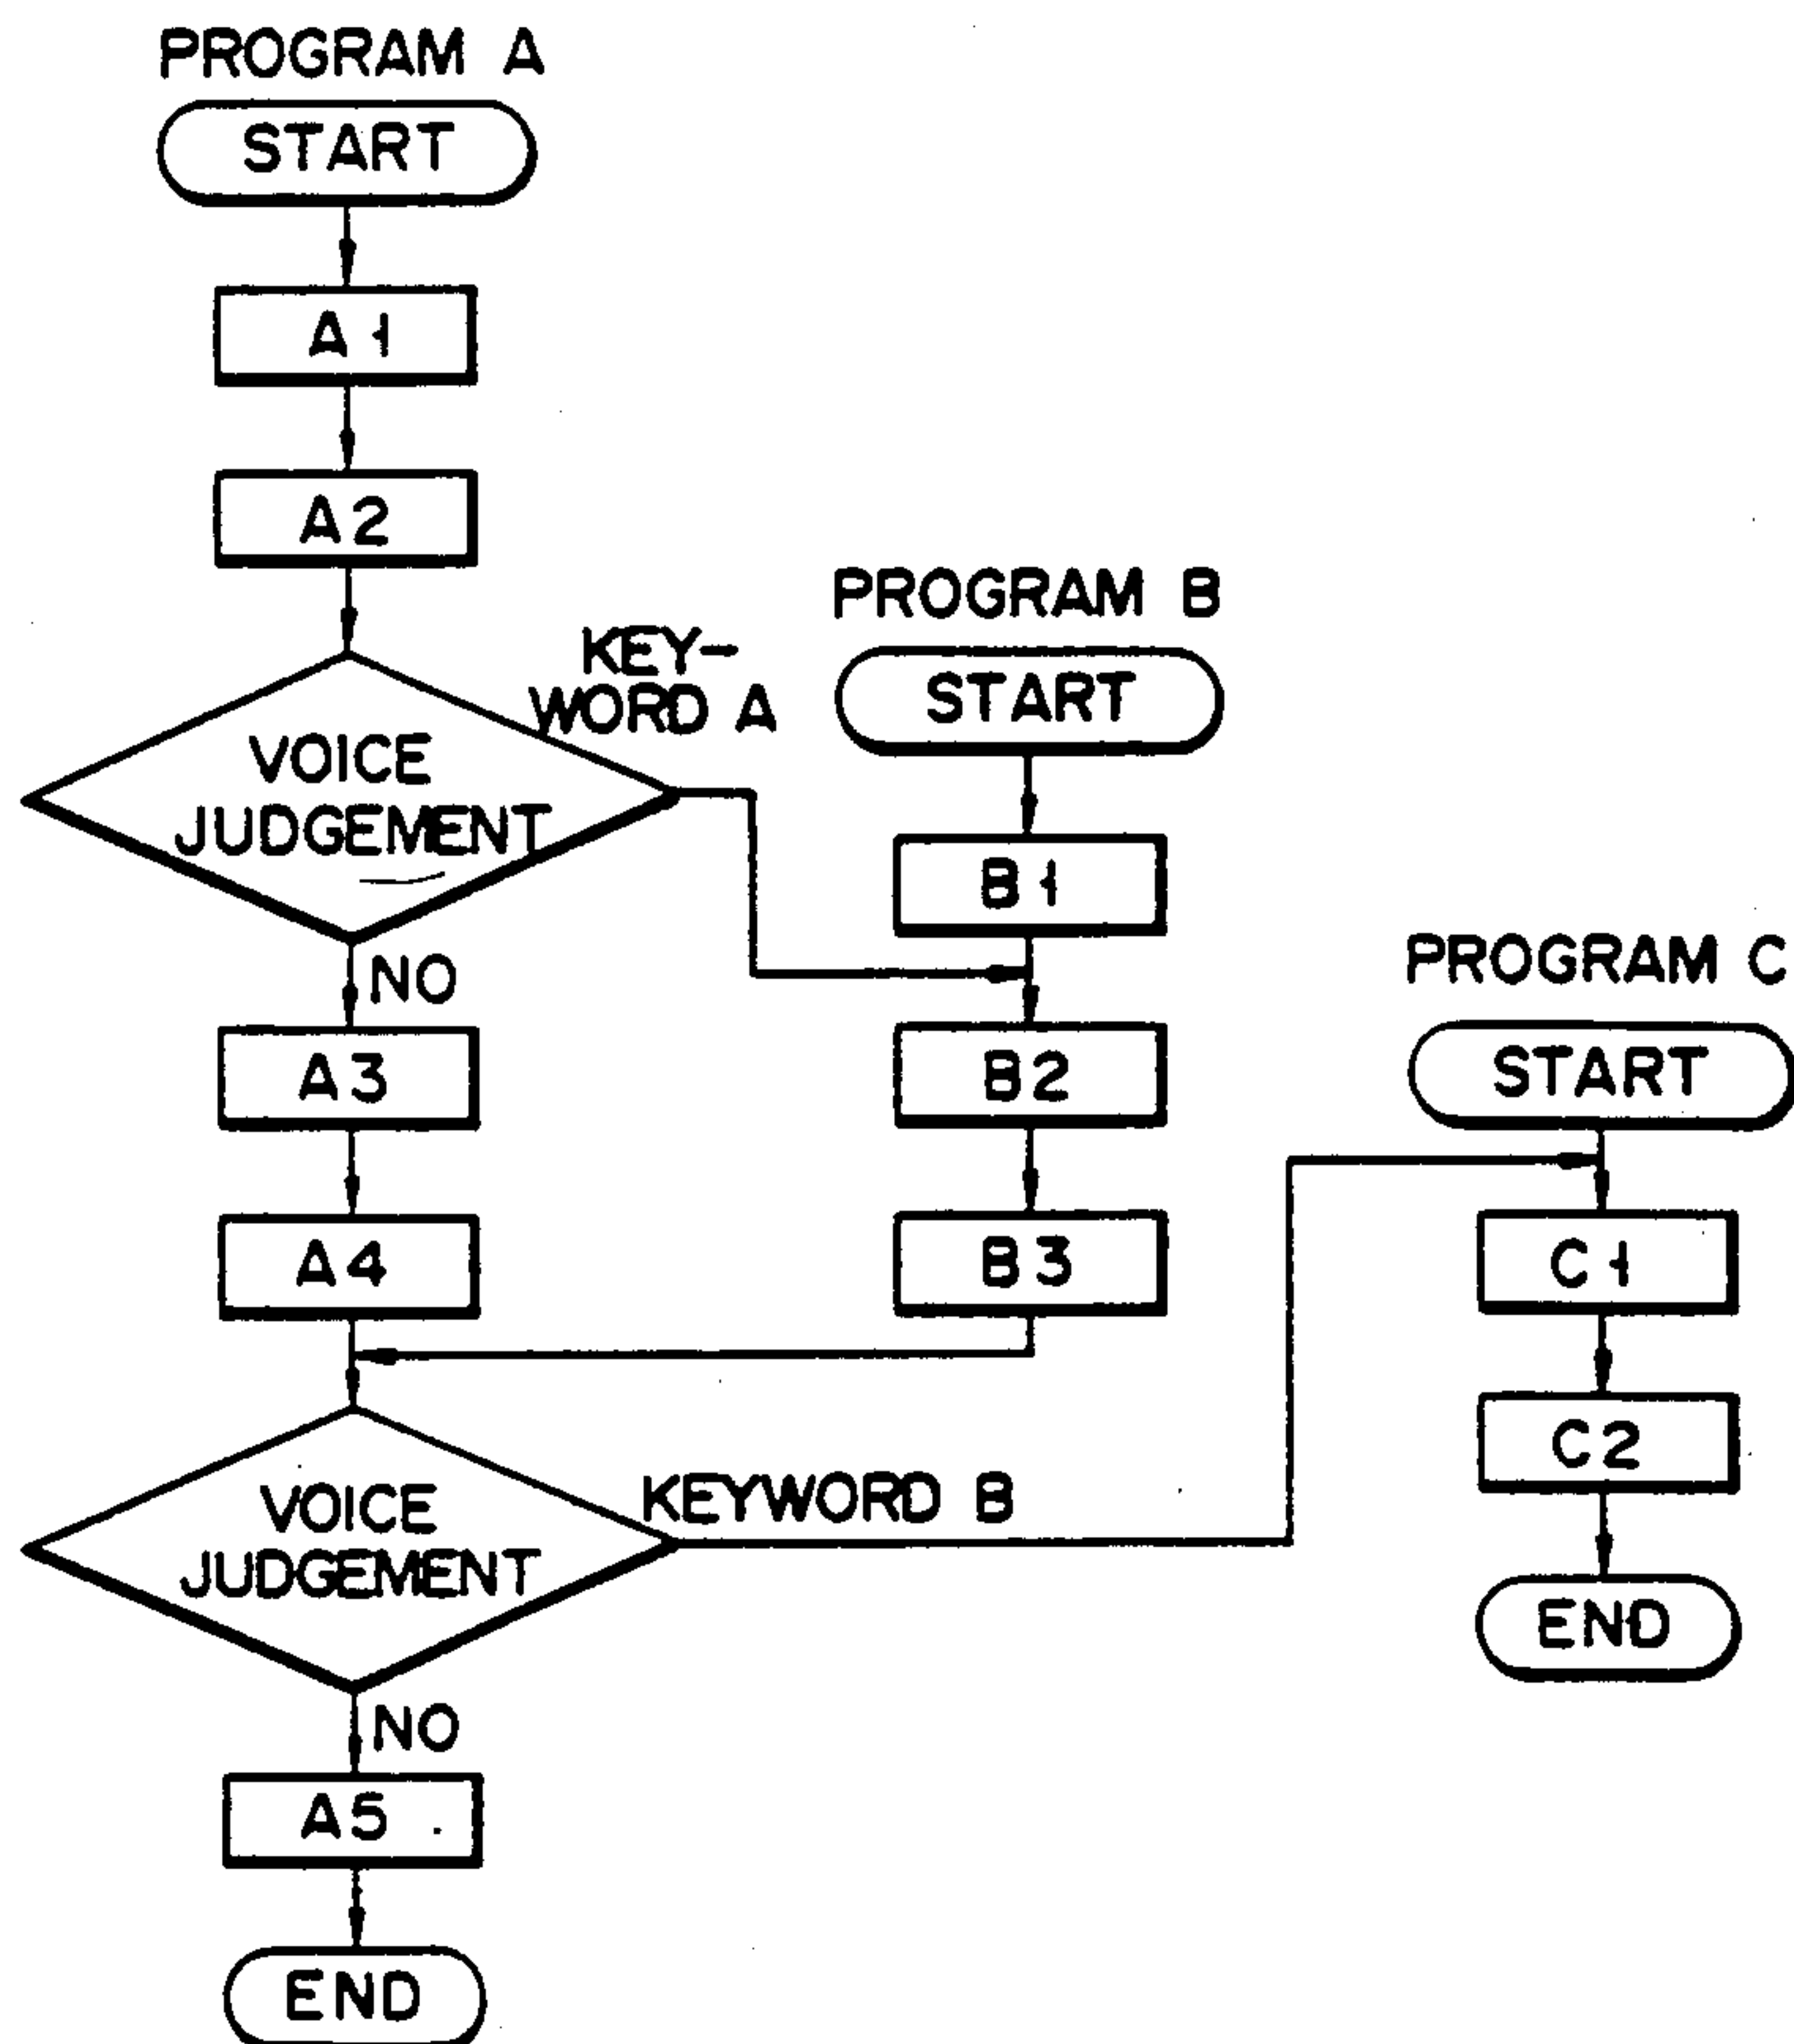 PROGRAM A
START
A1
A2
KEY-
WORD A
VOICE
JUDGEMENT
NO
A3
A4
VOICE
JUDGEMENT
KEYWORD B
NO
A5
END
PROGRAM B
START
B1
B2
B3
PROGRAM C
START
C1
C2
END